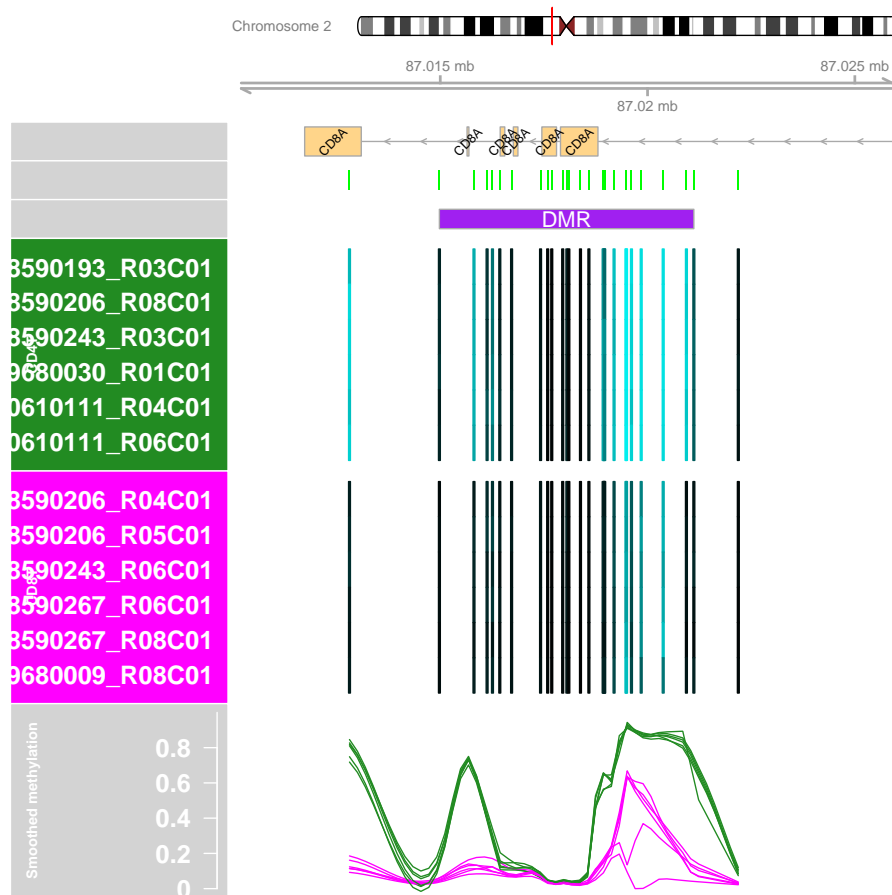 Chromosome 2
87.015 mb
87.025 mb
87.02 mb
CD8A
CD8A
CD8A
CD8A
CD8A
CD8A
DMR
8590193_R03C01
8590206_R08C01
8590243_R03C01
9680030_R01C01
0610111_R04C01
0610111_R06C01
8590206_R04C01
8590206_R05C01
8590243_R06C01
8590267_R06C01
8590267_R08C01
9680009_R08C01
Smoothed methylation
0.8
0.6
0.4
0.2
0